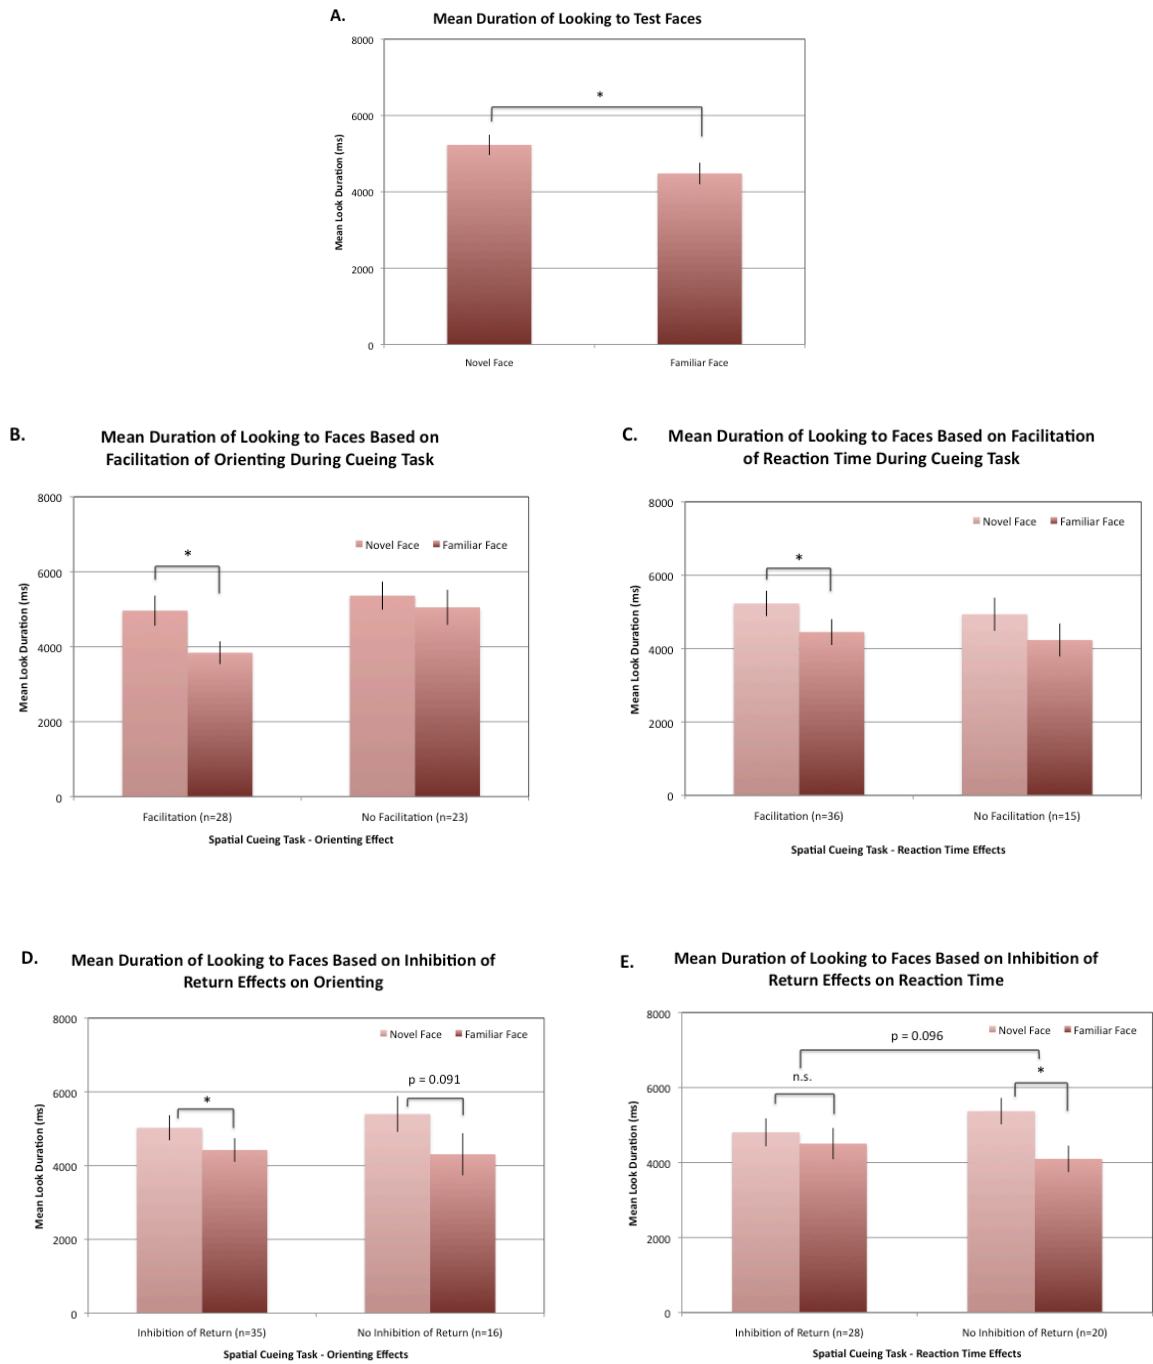 A.
Mean Duration of Looking to Test Faces
8000
6000
4000
2000
0
Mean Look Duration (ms)
*
Novel Face
Familiar Face
B.
Mean Duration of Looking to Faces Based on
Facilitation of Orienting During Cueing Task
8000
6000
4000
2000
0
Mean Look Duration (ms)
Novel Face
Familiar Face
*
Facilitation (n=28)
No Facilitation (n=23)
Spatial Cueing Task - Orienting Effect
C.
Mean Duration of Looking to Faces Based on Facilitation
of Reaction Time During Cueing Task
8000
6000
4000
2000
0
Mean Look Duration (ms)
Novel Face
Familiar Face
*
Facilitation (n=36)
No Facilitation (n=15)
Spatial Cueing Task - Reaction Time Effects
D.
Mean Duration of Looking to Faces Based on Inhibition of
Return Effects on Orienting
8000
6000
4000
2000
0
Mean Look Duration (ms)
Novel Face
Familiar Face
*
p = 0.091
Inhibition of Return (n=35)
No Inhibition of Return (n=16)
Spatial Cueing Task - Orienting Effects
E.
Mean Duration of Looking to Faces Based on Inhibition of
Return Effects on Reaction Time
8000
6000
4000
2000
0
Mean Look Duration (ms)
Novel Face
Familiar Face
p = 0.096
n.s.
*
Inhibition of Return (n=28)
No Inhibition of Return (n=20)
Spatial Cueing Task - Reaction Time Effects